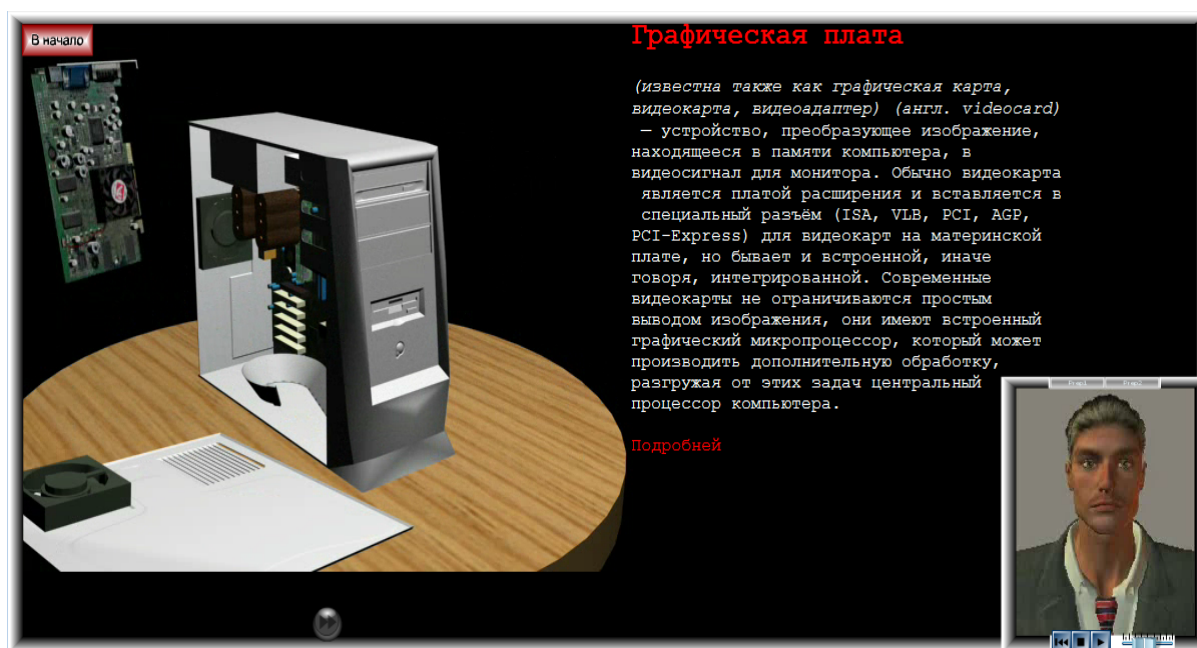 В начало
Графическая плата
(известна также как графическая карта,
видеокарта, видеоадаптер) (англ. videocard)
— устройство, преобразующее изображение,
находящееся в памяти компьютера, в
видеосигнал для монитора. Обычно видеокарта
является платой расширения и вставляется в
специальный разъём (ISA, VLB, PCI, AGP,
PCI-Express) для видеокарт на материнской
плате, но бывает и встроенной, иначе
говоря, интегрированной. Современные
видеокарты не ограничиваются простым
выводом изображения, они имеют встроенный
графический микропроцессор, который может
производить дополнительную обработку,
разгружая от этих задач центральный
процессор компьютера.
Подробней